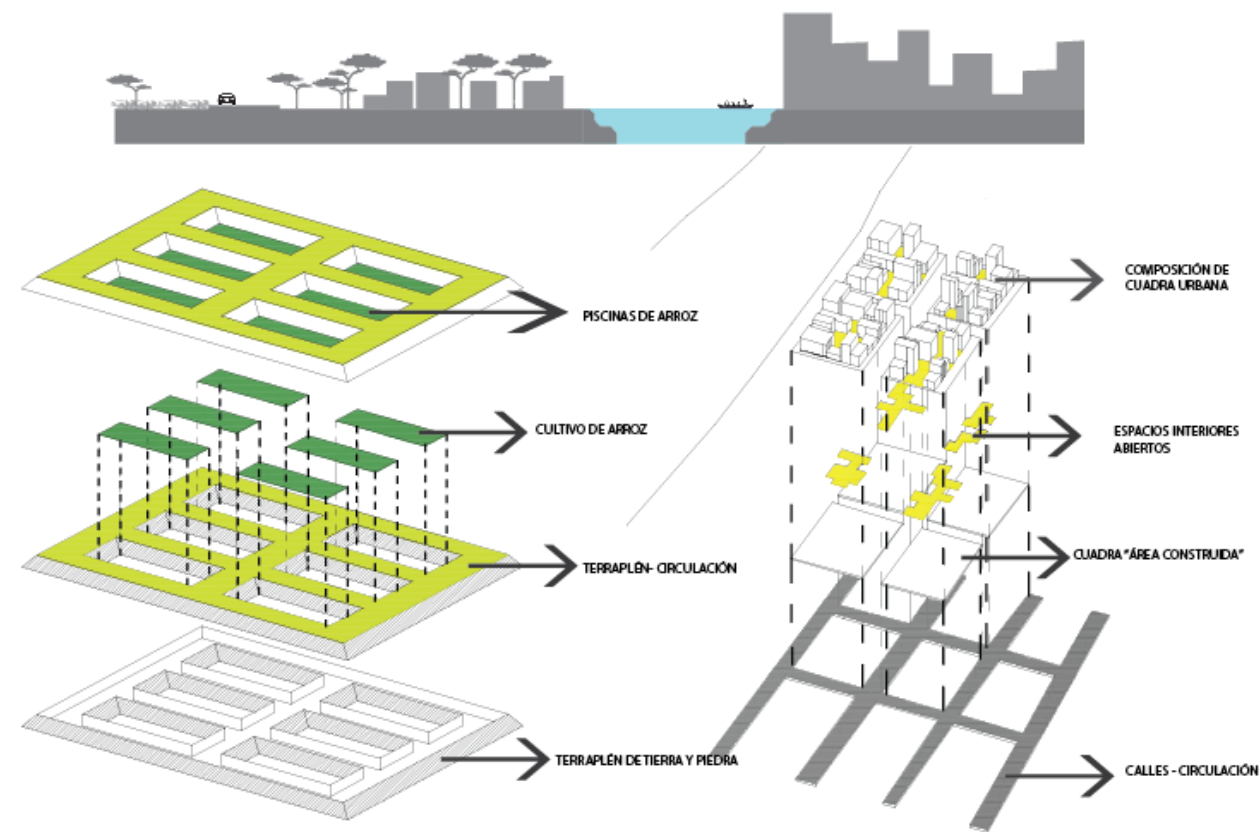 PISCINAS DE ARROZ
CULTIVO DE ARROZ
TERRAPLÉN- CIRCULACIÓN
TERRAPLÉN DE TIERRA Y PIEDRA
COMPOSICIÓN DE
CUADRA URBANA
ESPACIOS INTERIORES
ABIERTOS
CUADRA "ÁREA CONSTRUIDA"
CALLES - CIRCULACIÓN